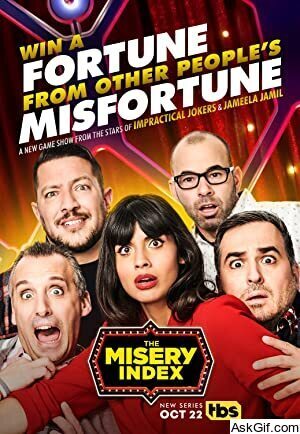 WIN A
FORTUNE
FROM OTHER PEOPLE'S
MISFORTUNE
A NEW GAME SHOW FROM THE STARS OF IMPRACTICAL JOKERS & JAMEELA JAMIL
THE
MISERY
INDEX
NEW SERIES
OCT 22 tbs
AskGif.com